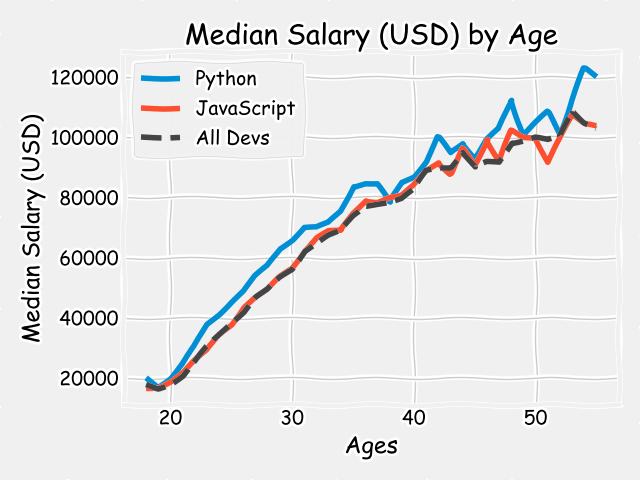 Median Salary (USD) by Age
Python
JavaScript
All Devs
Median Salary (USD)
120000
100000
80000
60000
40000
20000
20 30 40 50
Ages